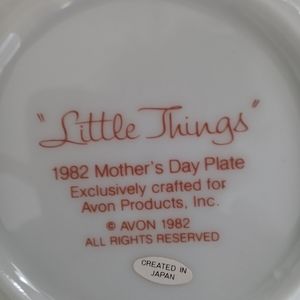 "Little Things"
1982 Mother's Day Plate
Exclusively crafted for
Avon Products, Inc.
© AVON 1982
ALL RIGHTS RESERVED
CREATED IN
JAPAN